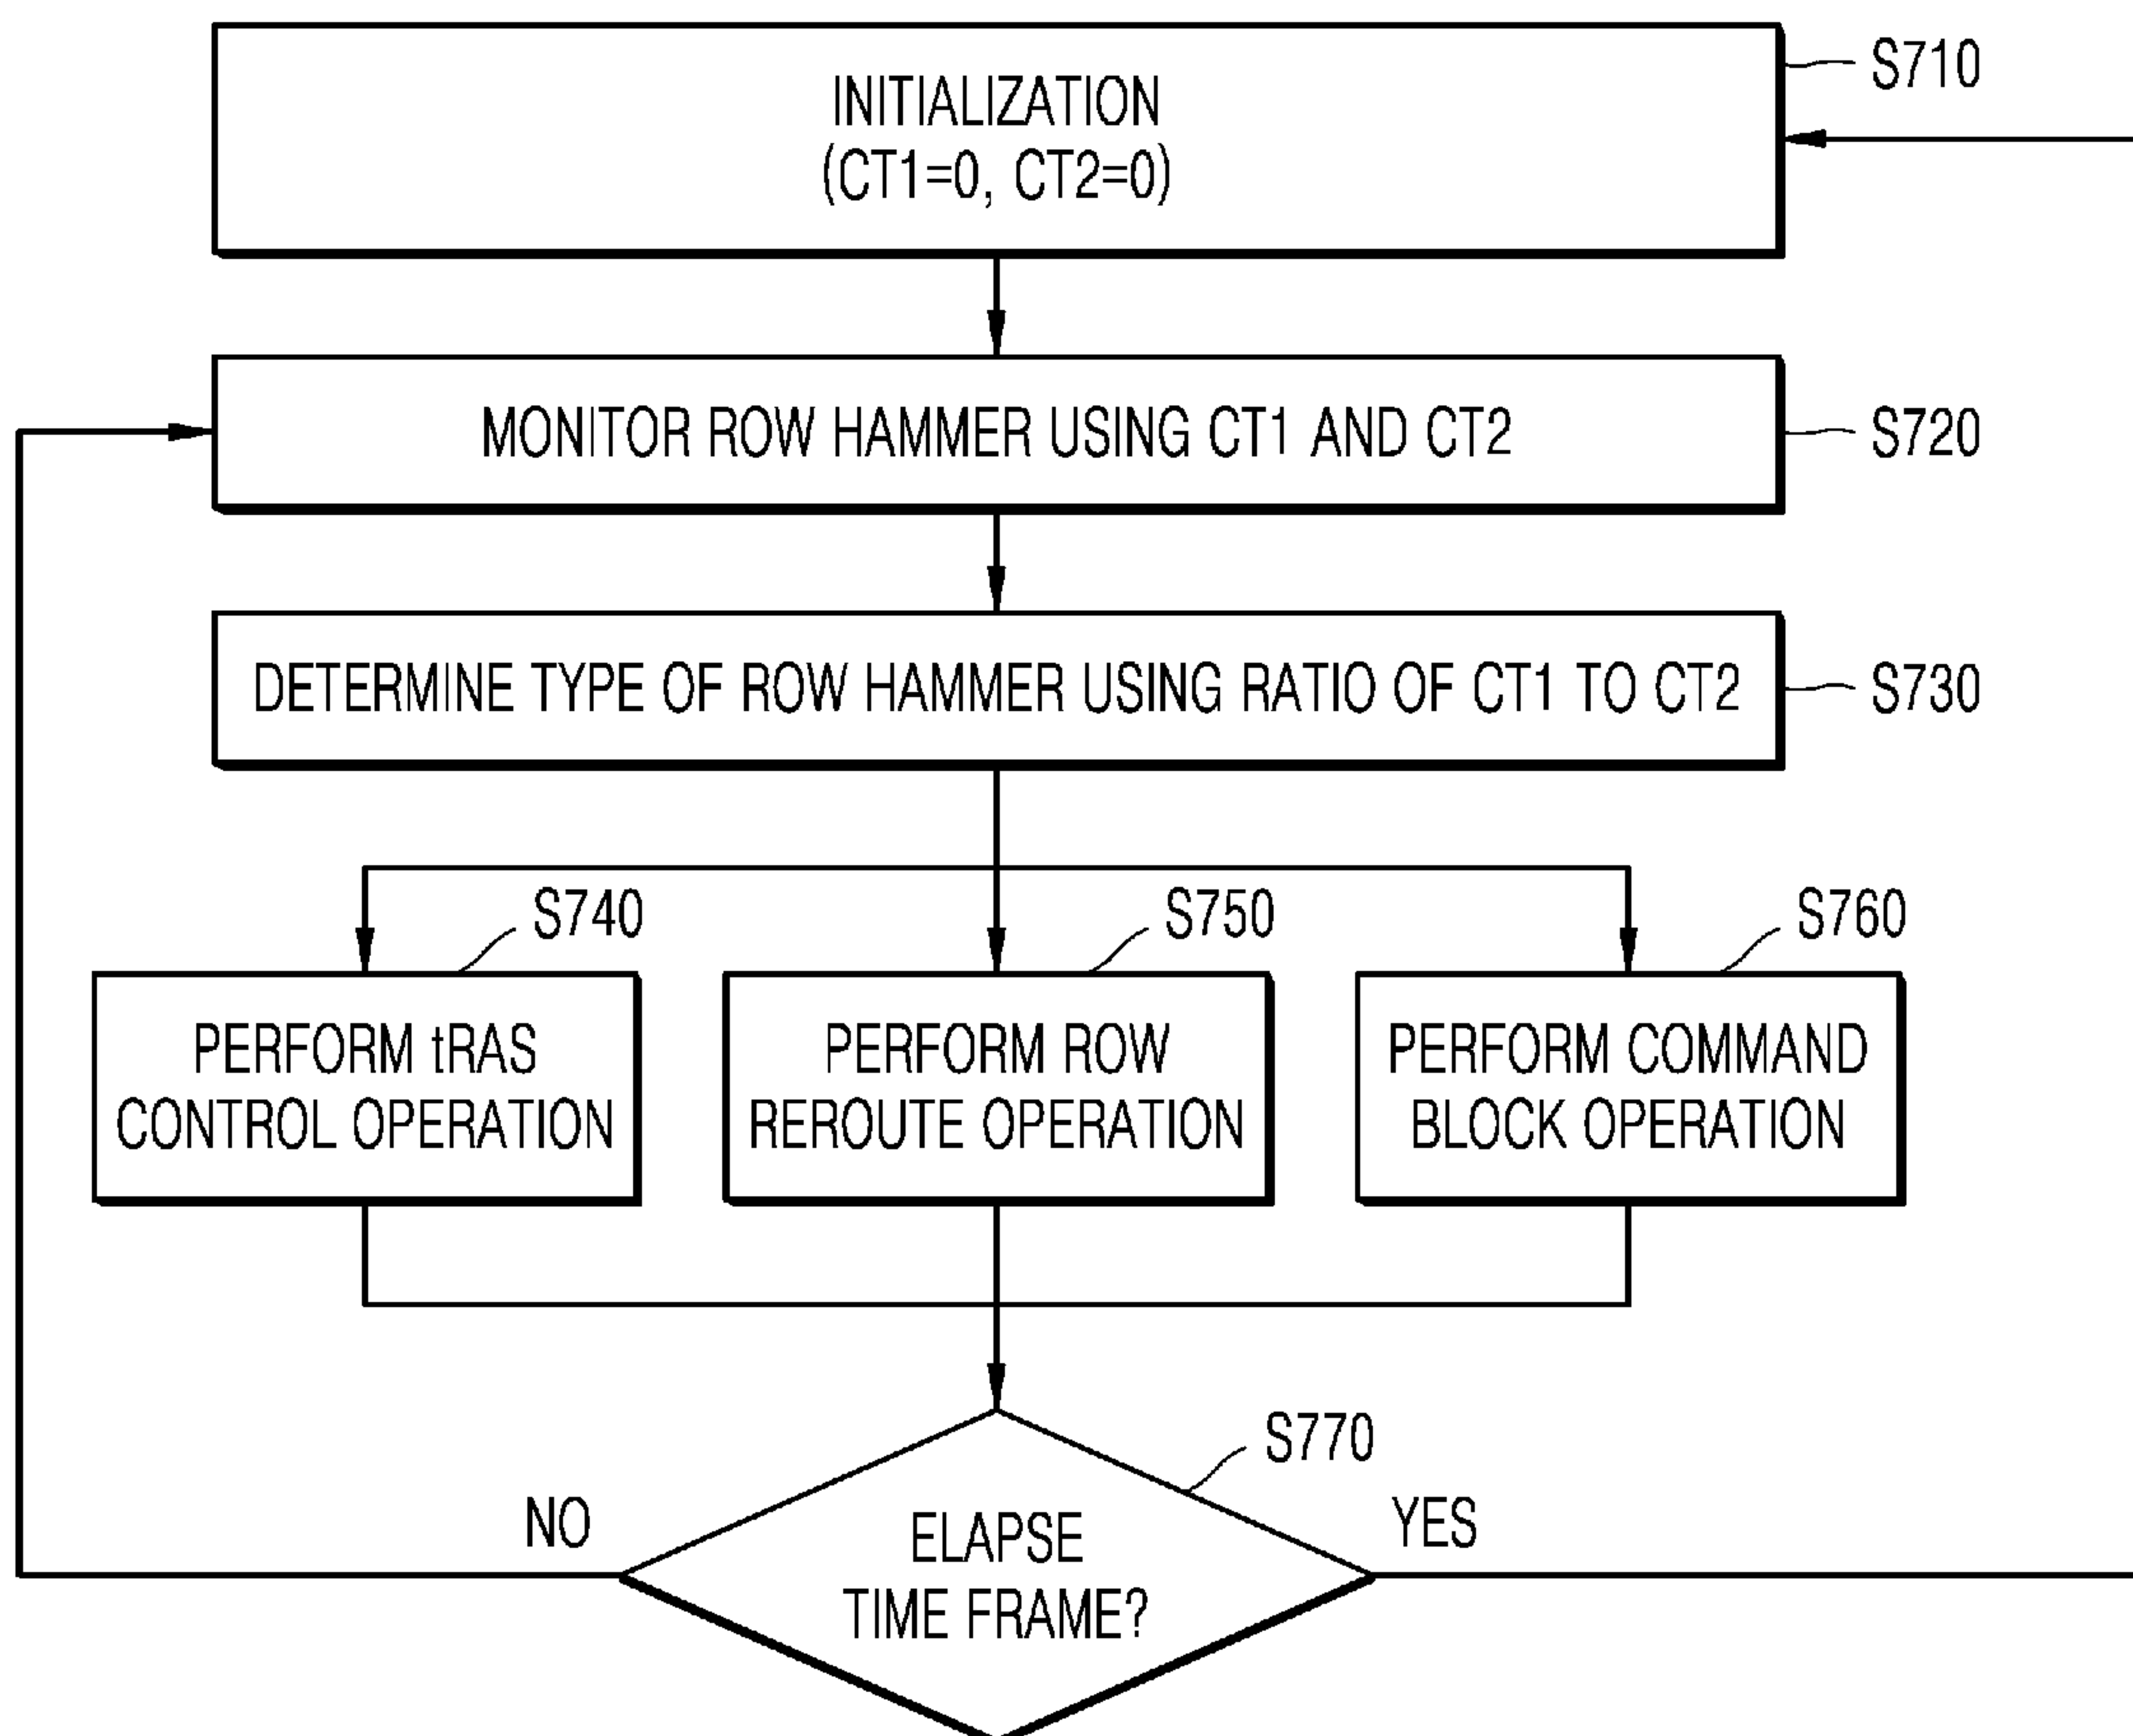 INITIALIZATION
(CT1=0, CT2=0)
S710
MONITOR ROW HAMMER USING CT1 AND CT2
S720
DETERMINE TYPE OF ROW HAMMER USING RATIO OF CT1 TO CT2
S730
S740
S750
S760
PERFORM tRAS
CONTROL OPERATION
PERFORM ROW
REROUTE OPERATION
PERFORM COMMAND
BLOCK OPERATION
S770
NO
YES
ELAPSE
TIME FRAME?